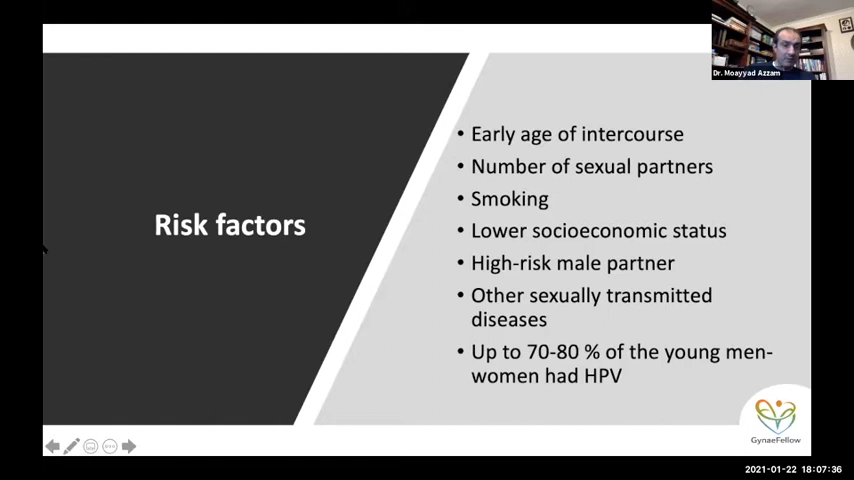 Dr. Moayyad Azzam
Risk factors
• Early age of intercourse
• Number of sexual partners
• Smoking
• Lower socioeconomic status
• High-risk male partner
• Other sexually transmitted
diseases
• Up to 70-80 % of the young men-
women had HPV
GynaeFellow
2021-01-22 18:07:36